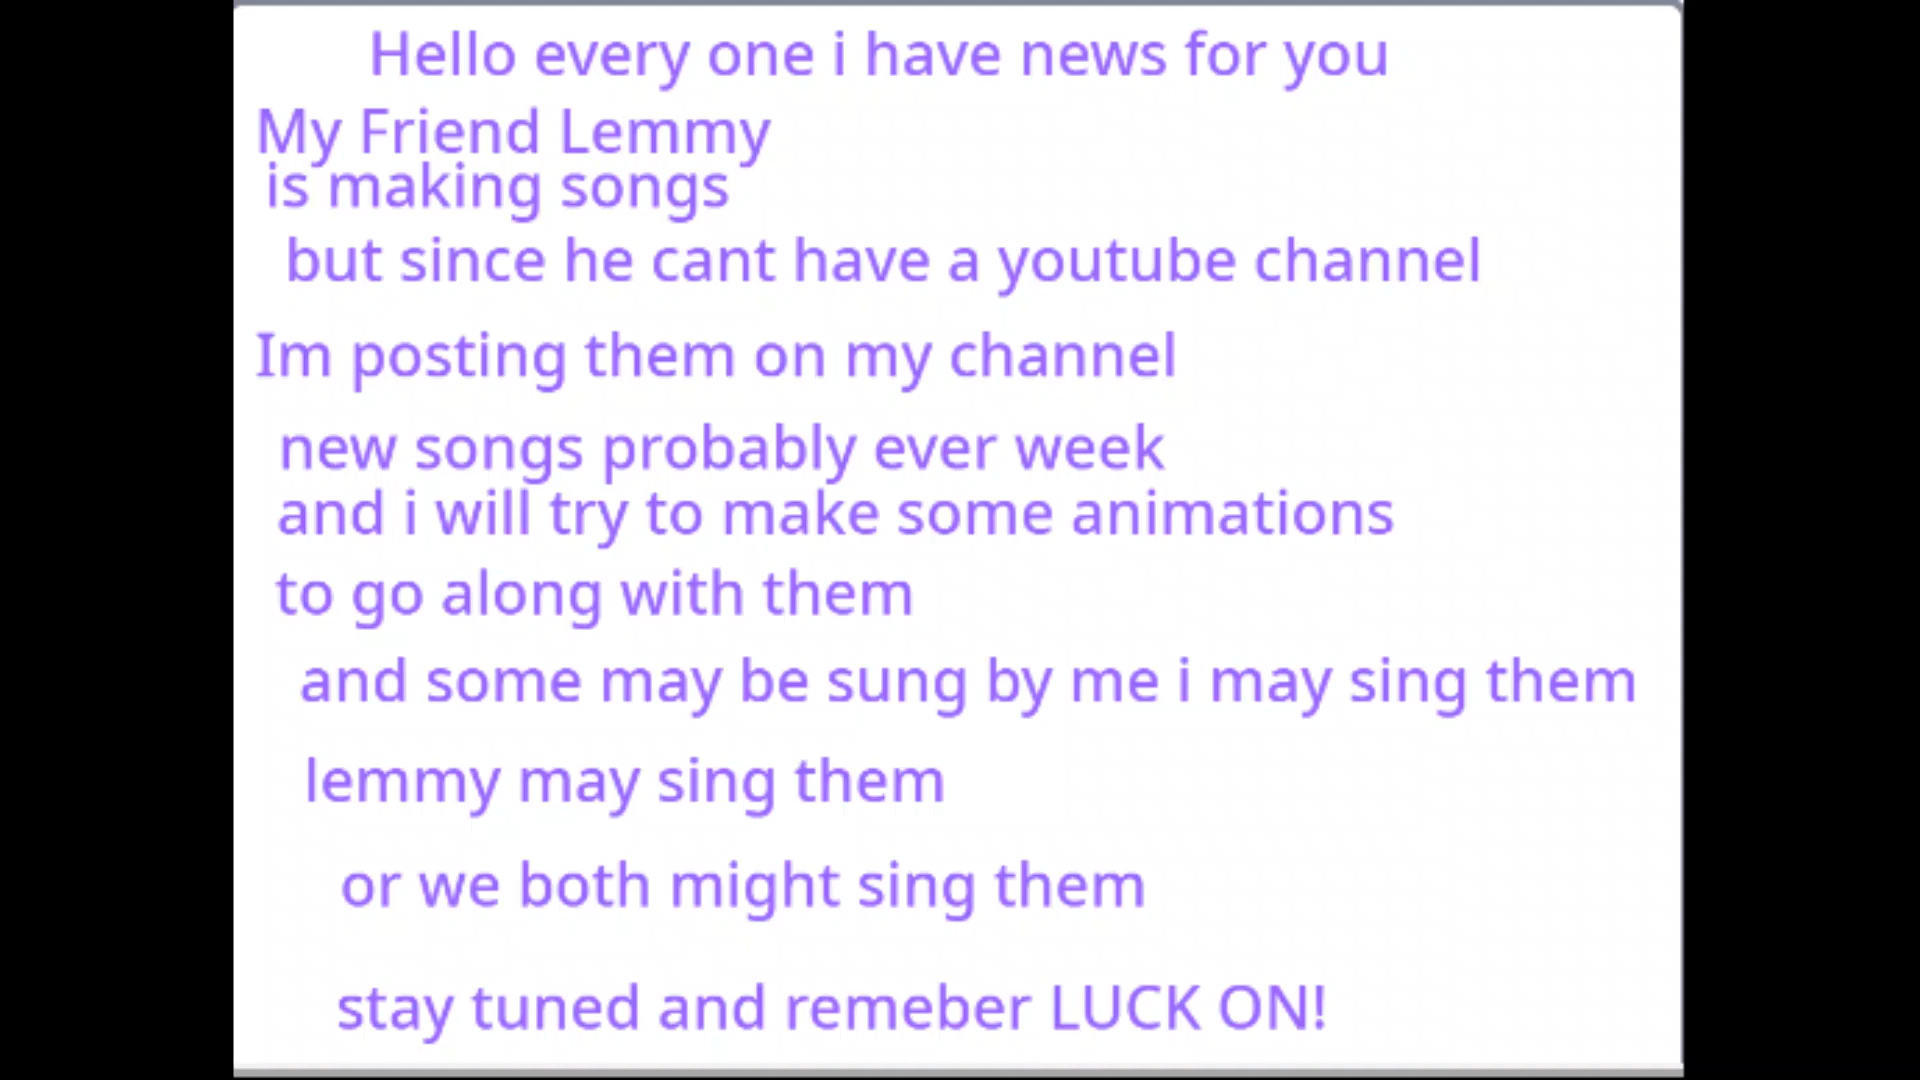 Hello every one i have news for you
My Friend Lemmy
is making songs
but since he cant have a youtube channel
Im posting them on my channel
new songs probably ever week
and i will try to make some animations
to go along with them
and some may be sung by me i may sing them
lemmy may sing them
or we both might sing them
stay tuned and remeber LUCK ON!